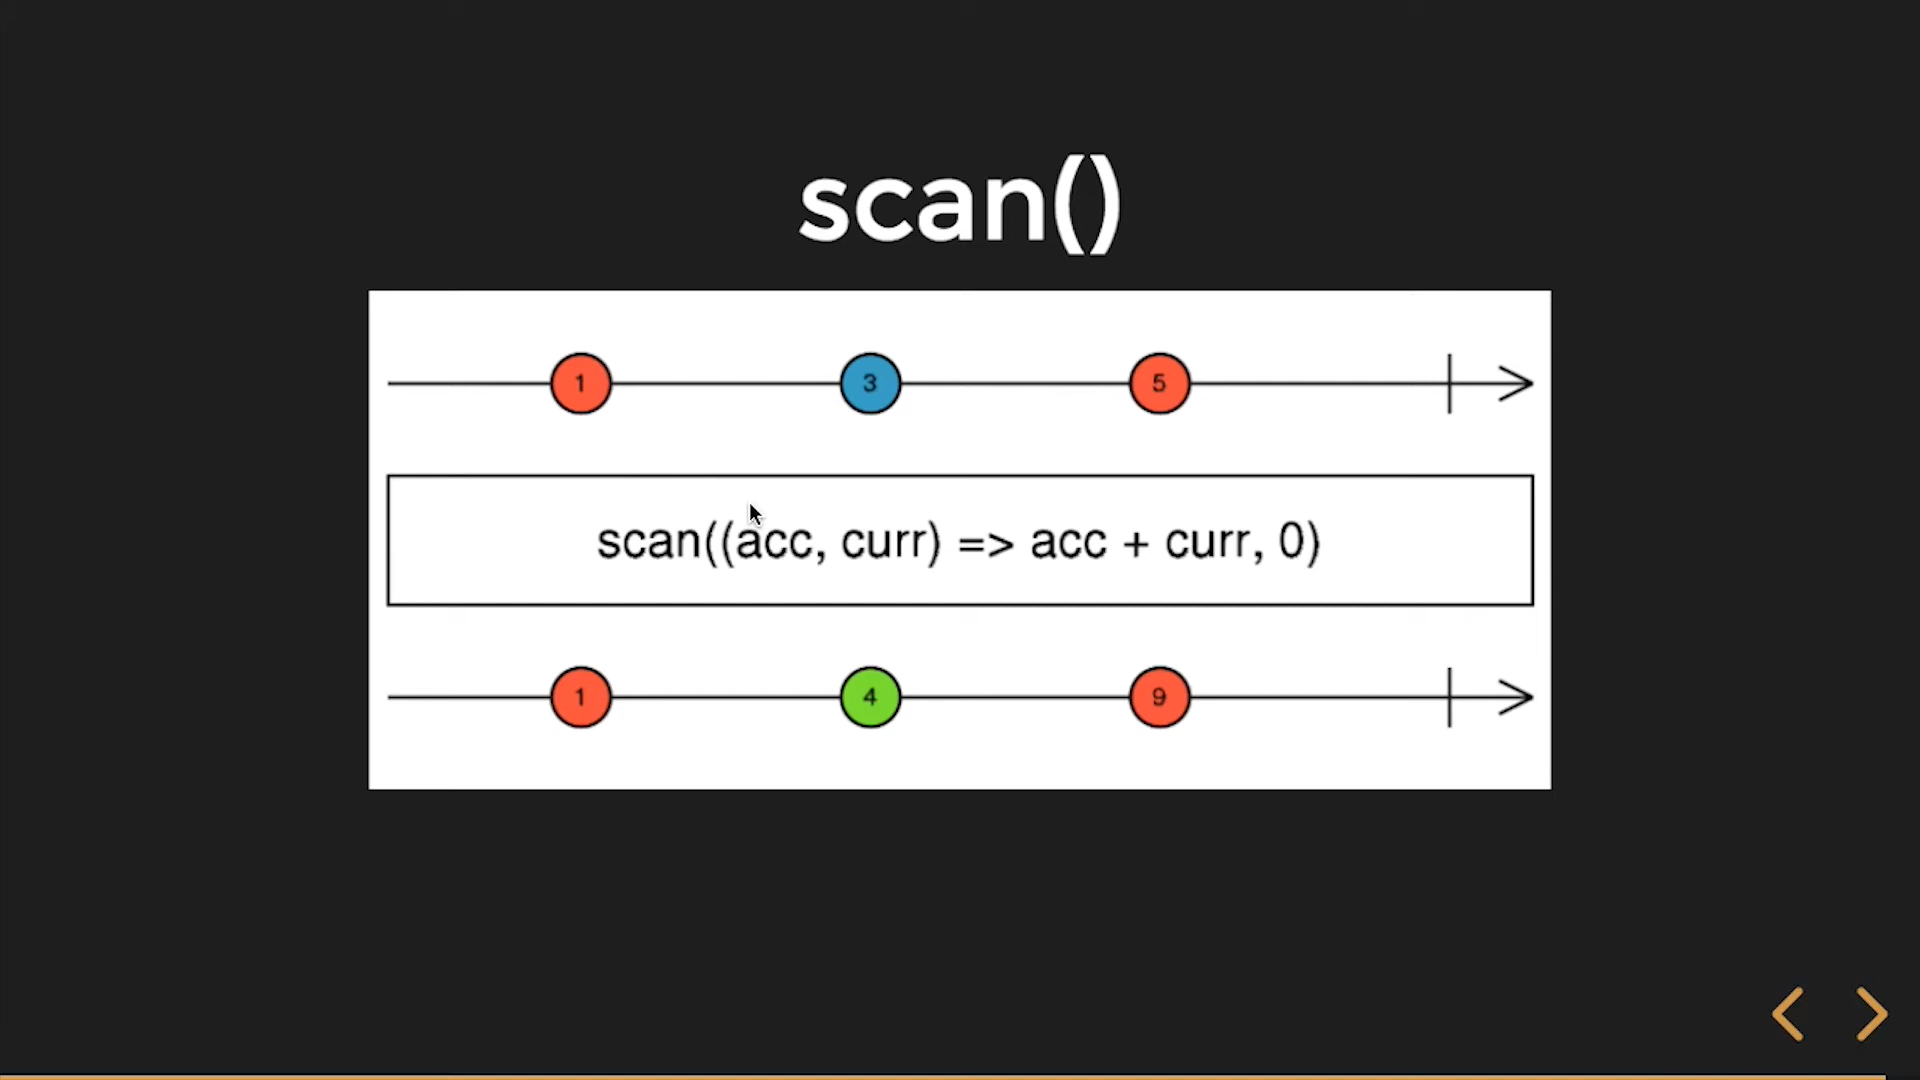 scan()
1 3 5
scan((acc, curr) => acc + curr, 0)
1 4 9